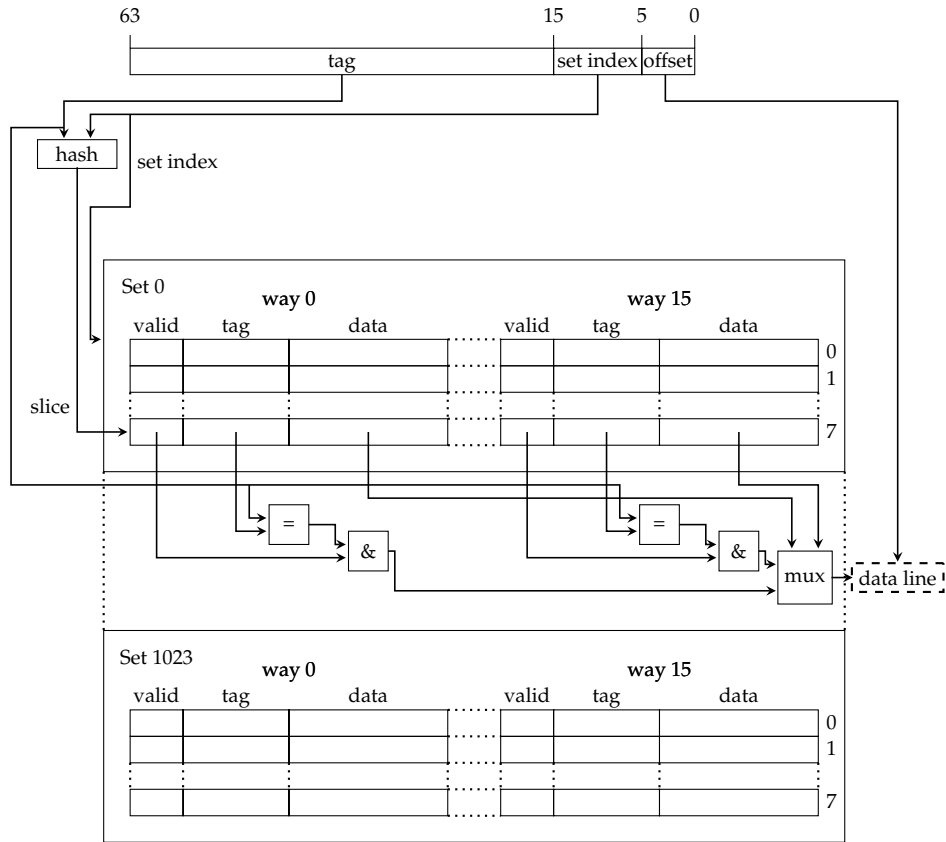 63 15 5 0
tag set index offset
hash
set index
Set 0
way 0 way 15
valid tag data valid tag data
0
1
slice
7
=
=
&
&
mux
data line
Set 1023
way 0 way 15
valid tag data valid tag data
0
1
7